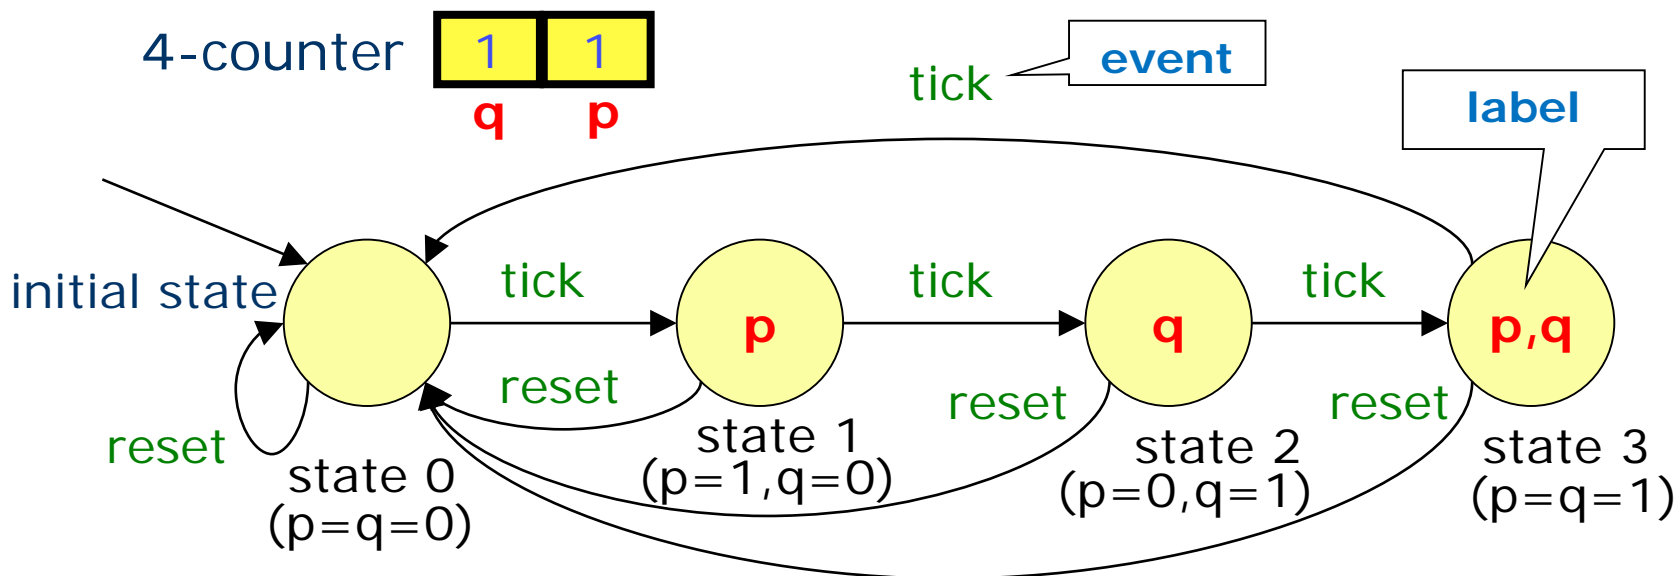 4-counter
1 1
q p
tick
event
label
initial state
tick
tick
tick
p
q
p,q
reset
reset
reset
reset
state 0
(p=q=0)
state 1
(p=1,q=0)
state 2
(p=0,q=1)
state 3
(p=q=1)